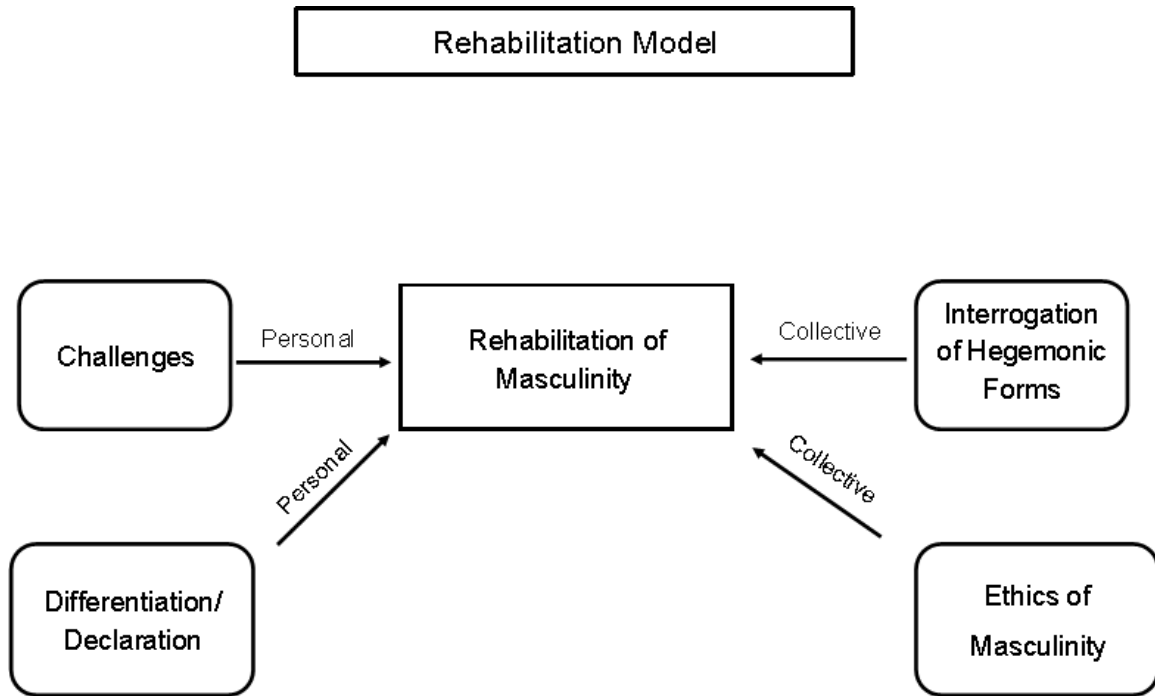 Rehabilitation Model
Challenges
Personal
Rehabilitation of
Masculinity
Collective
Interrogation
of Hegemonic
Forms
Personal
Collective
Differentiation/
Declaration
Ethics of
Masculinity